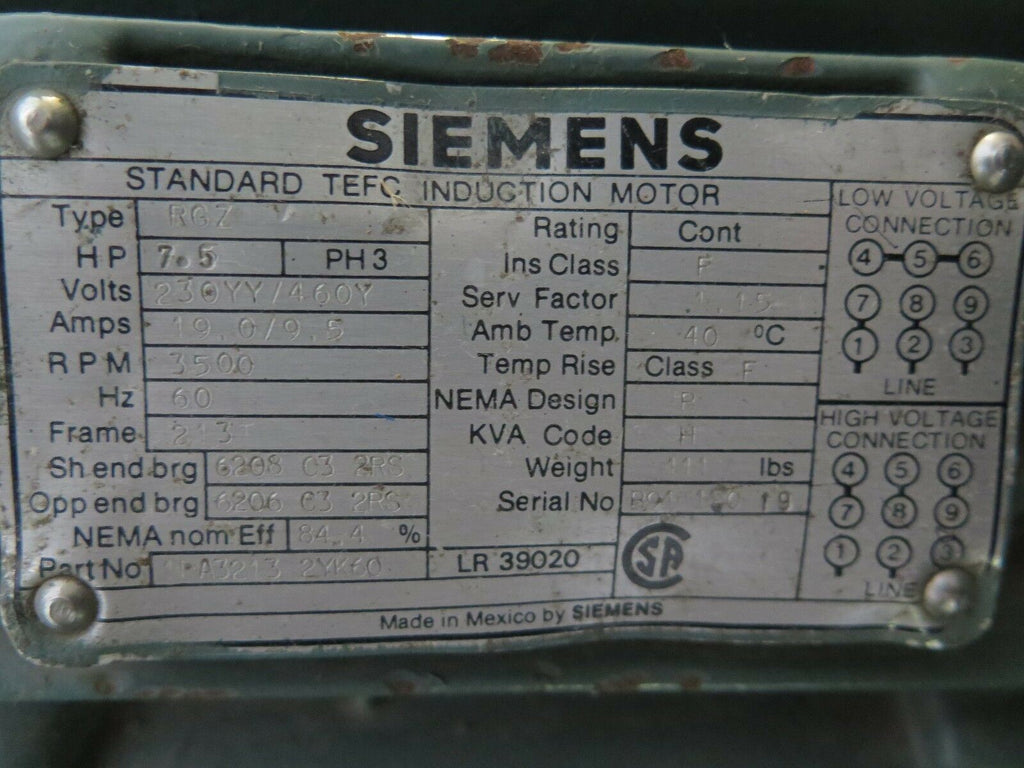 SIEMENS
STANDARD TEFC INDUCTION MOTOR
Type RGZ
HP 7.5 PH 3
Volts 230YY/460Y
Amps 19.0/9.5
RPM 3500
Hz 60
Frame 213
Sh end brg 6208 C3 2RS
Opp end brg 6206 C3 2RS
NEMA nom Eff 84.4 %
Part No
Rating Cont
Ins Class F
Serv Factor 1.15
Amb Temp. 40 ºC
Temp Rise Class F
NEMA Design
KVA Code H
Weight 111 lbs
Serial No
LR 39020
Made in Mexico by SIEMENS
LOW VOLTAGE
CONNECTION
4 5 6
7 8 9
1 2 3
LINE
HIGH VOLTAGE
CONNECTION
4 5 6
7 8 9
1 2 3
LINE